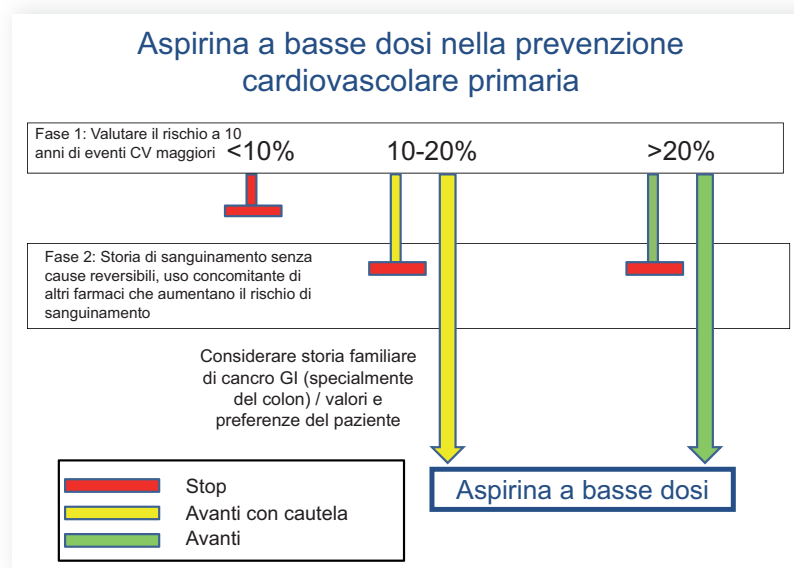 Aspirina a basse dosi nella prevenzione
cardiovascolare primaria
Fase 1: Valutare il rischio a 10
anni di eventi CV maggiori
<10%
10-20%
>20%
Fase 2: Storia di sanguinamento senza
cause reversibili, uso concomitante di
altri farmaci che aumentano il rischio di
sanguinamento
Considerare storia familiare
di cancro GI (specialmente
del colon) / valori e
preferenze del paziente
Aspirina a basse dosi
Stop
Avanti con cautela
Avanti